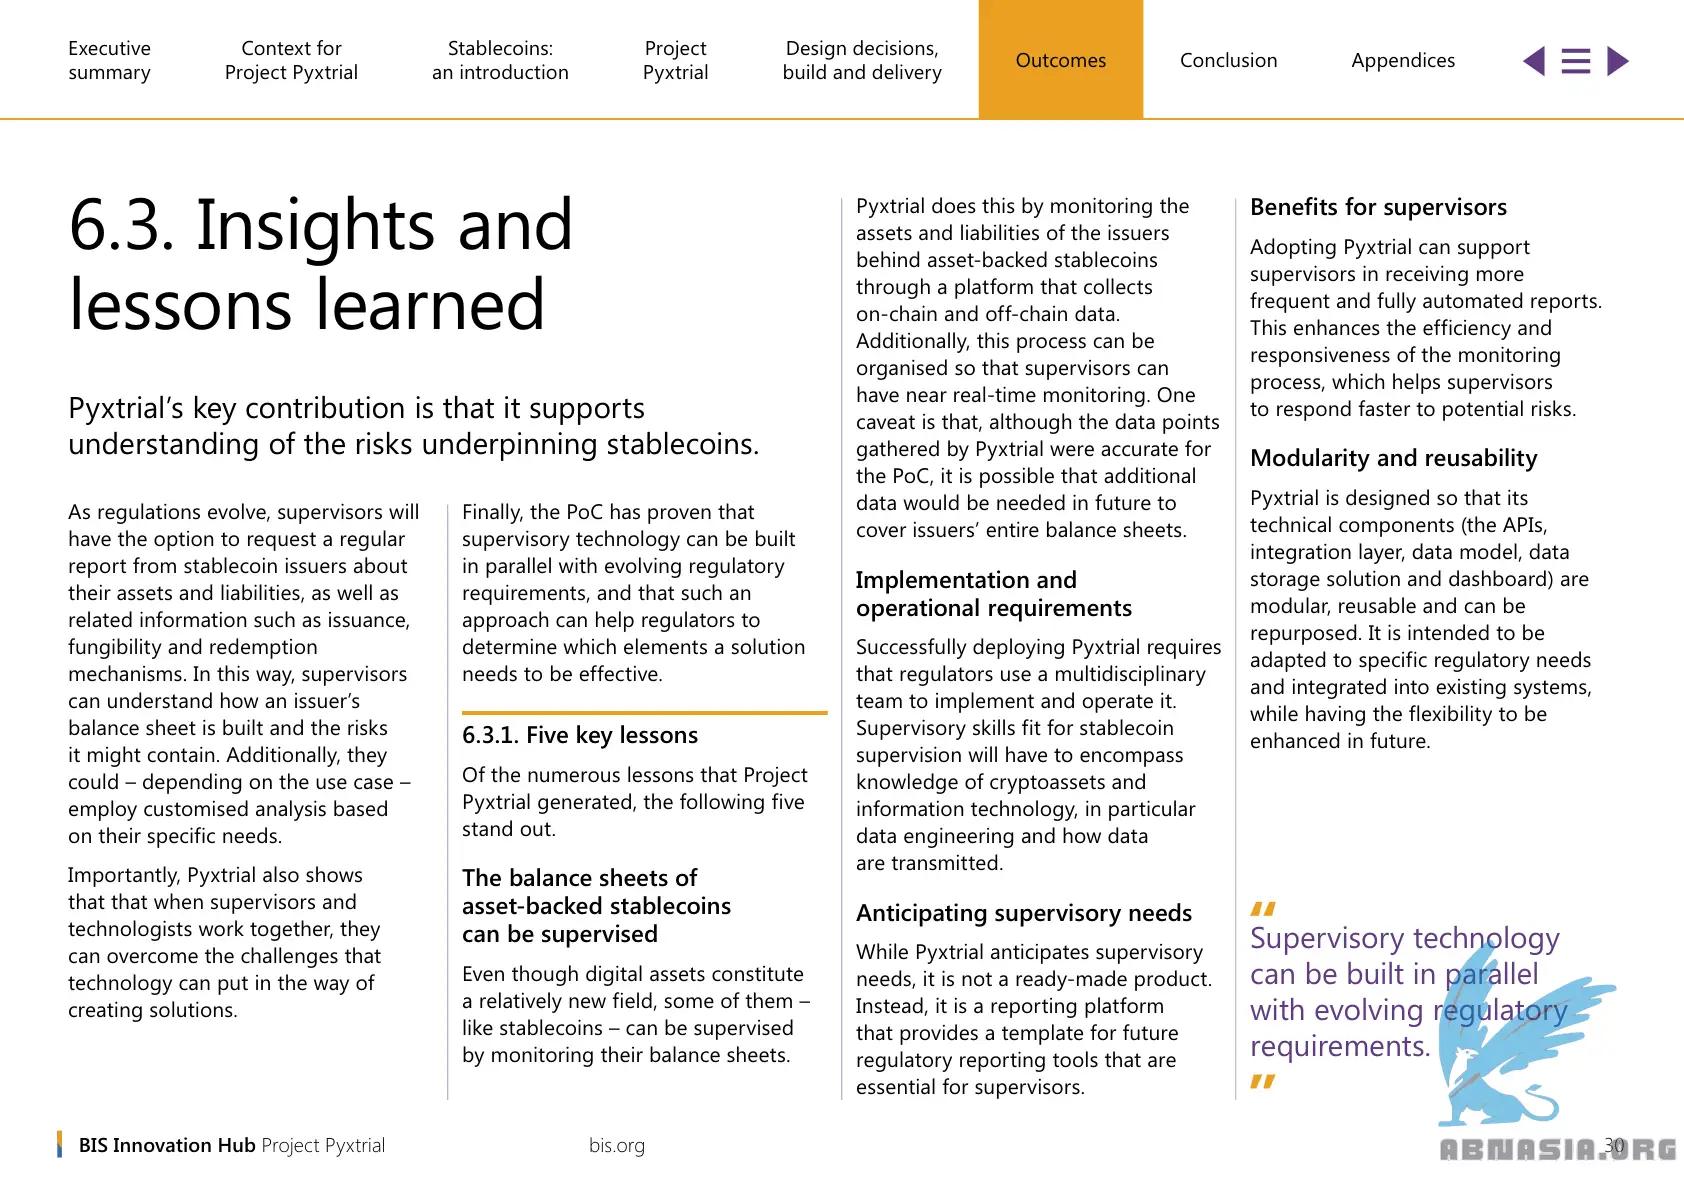 Executive
summary
Context for
Project Pyxtrial
Stablecoins:
an introduction
Project
Pyxtrial
Design decisions,
build and delivery
Outcomes
Conclusion
Appendices
6.3. Insights and
lessons learned
Pyxtrial’s key contribution is that it supports
understanding of the risks underpinning stablecoins.
As regulations evolve, supervisors will
have the option to request a regular
report from stablecoin issuers about
their assets and liabilities, as well as
related information such as issuance,
fungibility and redemption
mechanisms. In this way, supervisors
can understand how an issuer’s
balance sheet is built and the risks
it might contain. Additionally, they
could – depending on the use case –
employ customised analysis based
on their specific needs.
Importantly, Pyxtrial also shows
that that when supervisors and
technologists work together, they
can overcome the challenges that
technology can put in the way of
creating solutions.
Finally, the PoC has proven that
supervisory technology can be built
in parallel with evolving regulatory
requirements, and that such an
approach can help regulators to
determine which elements a solution
needs to be effective.
6.3.1. Five key lessons
Of the numerous lessons that Project
Pyxtrial generated, the following five
stand out.
The balance sheets of
asset-backed stablecoins
can be supervised
Even though digital assets constitute
a relatively new field, some of them –
like stablecoins – can be supervised
by monitoring their balance sheets.
Pyxtrial does this by monitoring the
assets and liabilities of the issuers
behind asset-backed stablecoins
through a platform that collects
on-chain and off-chain data.
Additionally, this process can be
organised so that supervisors can
have near real-time monitoring. One
caveat is that, although the data points
gathered by Pyxtrial were accurate for
the PoC, it is possible that additional
data would be needed in future to
cover issuers’ entire balance sheets.
Implementation and
operational requirements
Successfully deploying Pyxtrial requires
that regulators use a multidisciplinary
team to implement and operate it.
Supervisory skills fit for stablecoin
supervision will have to encompass
knowledge of cryptoassets and
information technology, in particular
data engineering and how data
are transmitted.
Anticipating supervisory needs
While Pyxtrial anticipates supervisory
needs, it is not a ready-made product.
Instead, it is a reporting platform
that provides a template for future
regulatory reporting tools that are
essential for supervisors.
Benefits for supervisors
Adopting Pyxtrial can support
supervisors in receiving more
frequent and fully automated reports.
This enhances the efficiency and
responsiveness of the monitoring
process, which helps supervisors
to respond faster to potential risks.
Modularity and reusability
Pyxtrial is designed so that its
technical components (the APIs,
integration layer, data model, data
storage solution and dashboard) are
modular, reusable and can be
repurposed. It is intended to be
adapted to specific regulatory needs
and integrated into existing systems,
while having the flexibility to be
enhanced in future.
"
Supervisory technology
can be built in parallel
with evolving regulatory
requirements.
"
BIS Innovation Hub Project Pyxtrial
bis.org
30
ABNASIA.ORG